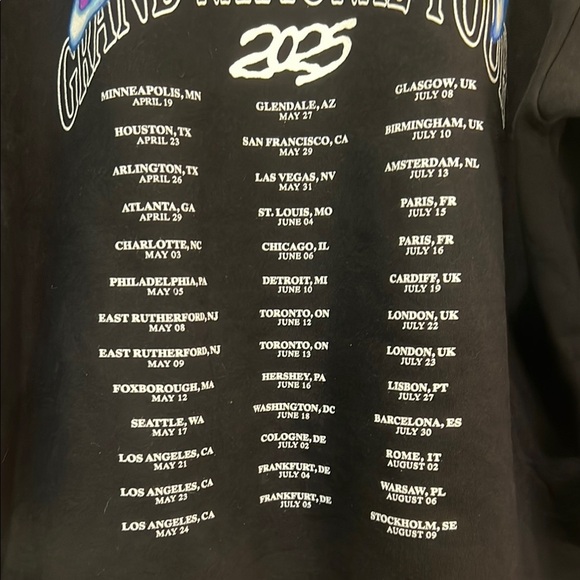 GRAND NATIONAL TOUR
2025
MINNEAPOLIS, MN
APRIL 19
HOUSTON, TX
APRIL 23
ARLINGTON, TX
APRIL 26
ATLANTA, GA
APRIL 29
CHARLOTTE, NC
MAY 03
PHILADELPHIA, PA
MAY 05
EAST RUTHERFORD, NJ
MAY 08
EAST RUTHERFORD, NJ
MAY 09
FOXBOROUGH, MA
MAY 12
SEATTLE, WA
MAY 17
LOS ANGELES, CA
MAY 21
LOS ANGELES, CA
MAY 23
LOS ANGELES, CA
MAY 24
GLENDALE, AZ
MAY 27
SAN FRANCISCO, CA
MAY 29
LAS VEGAS, NV
MAY 31
ST. LOUIS, MO
JUNE 04
CHICAGO, IL
JUNE 06
DETROIT, MI
JUNE 10
TORONTO, ON
JUNE 12
TORONTO, ON
JUNE 13
HERSHEY, PA
JUNE 16
WASHINGTON, DC
JUNE 18
COLOGNE, DE
JULY 02
FRANKFURT, DE
JULY 04
FRANKFURT, DE
JULY 05
GLASGOW, UK
JULY 08
BIRMINGHAM, UK
JULY 10
AMSTERDAM, NL
JULY 13
PARIS, FR
JULY 15
PARIS, FR
JULY 16
CARDIFF, UK
JULY 19
LONDON, UK
JULY 22
LONDON, UK
JULY 23
LISBON, PT
JULY 27
BARCELONA, ES
JULY 30
ROME, IT
AUGUST 02
WARSAW, PL
AUGUST 06
STOCKHOLM, SE
AUGUST 09